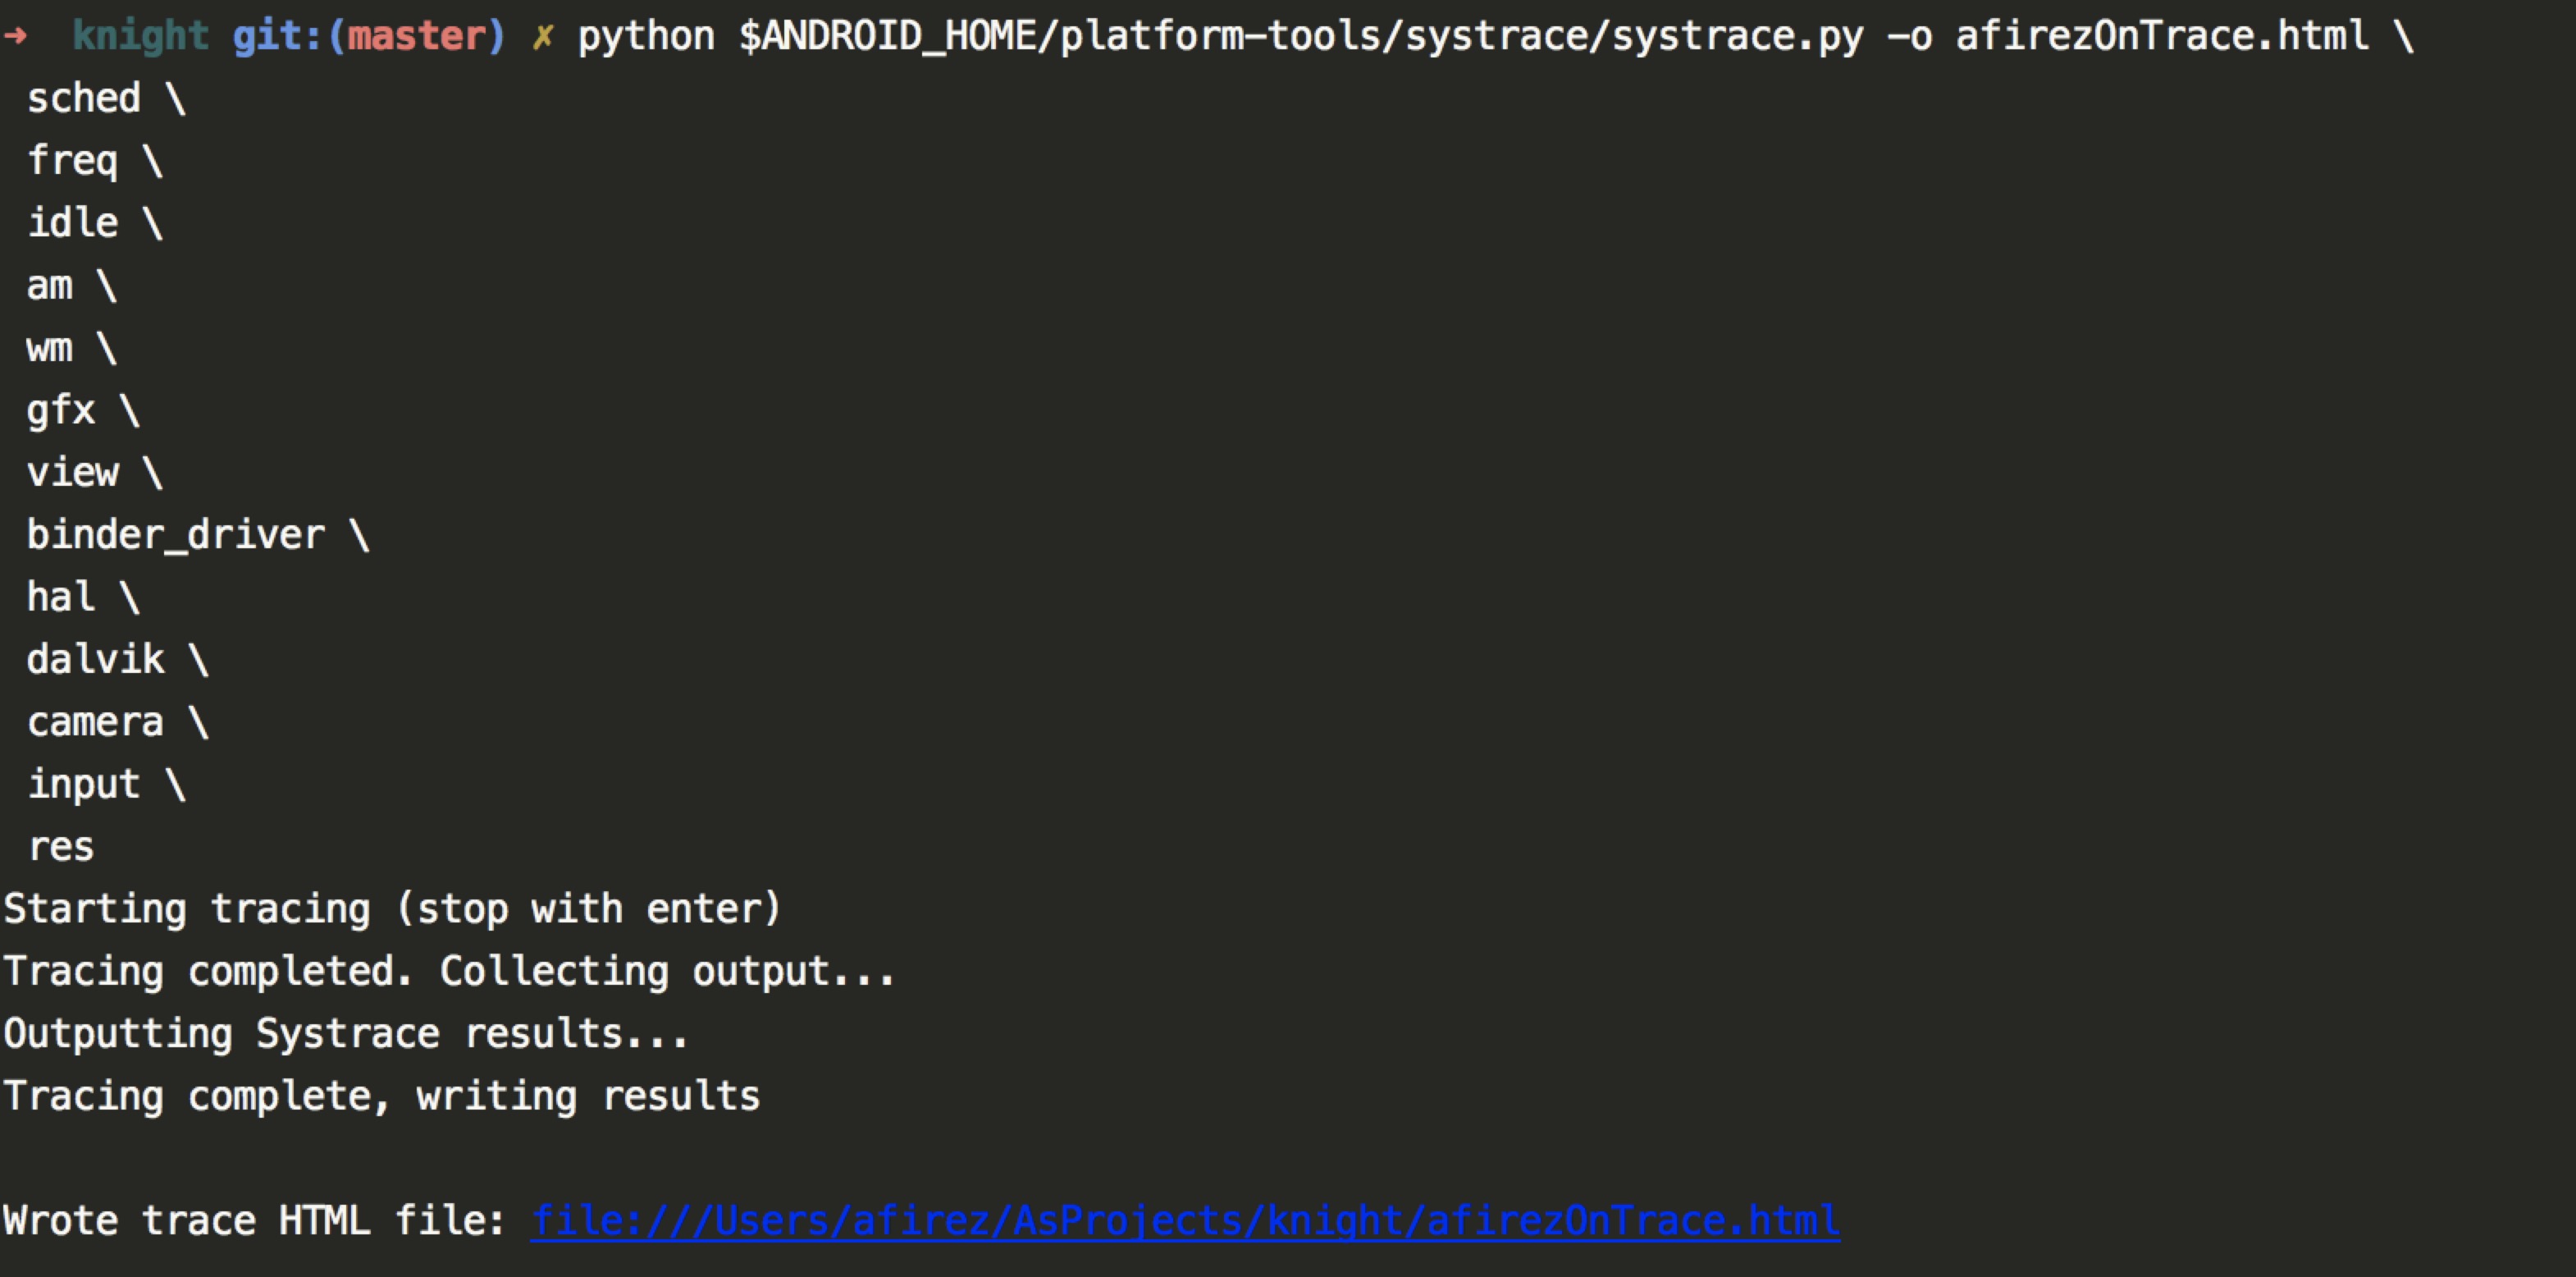 ➜  knight git:(master) ✗ python $ANDROID_HOME/platform-tools/systrace/systrace.py -o afirezOnTrace.html \
sched \
freq \
idle \
am \
wm \
gfx \
view \
binder_driver \
hal \
dalvik \
camera \
input \
res
Starting tracing (stop with enter)
Tracing completed. Collecting output...
Outputting Systrace results...
Tracing complete, writing results
Wrote trace HTML file: file:///Users/afirez/AsProjects/knight/afirezOnTrace.html